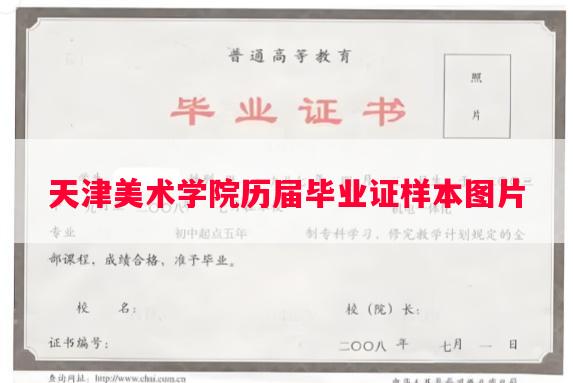 普通高等教育
照
片
毕业证书
天津美术学院历届毕业证样本图片
专业 初中起点五年 制专科学习，修完教学计划规定的全
部课程，成绩合格，准予毕业。
校 名： 校（院）长：
证书编号： 二〇〇八 年 七月 一 日
查询网址：http://www.chsi.com.cn